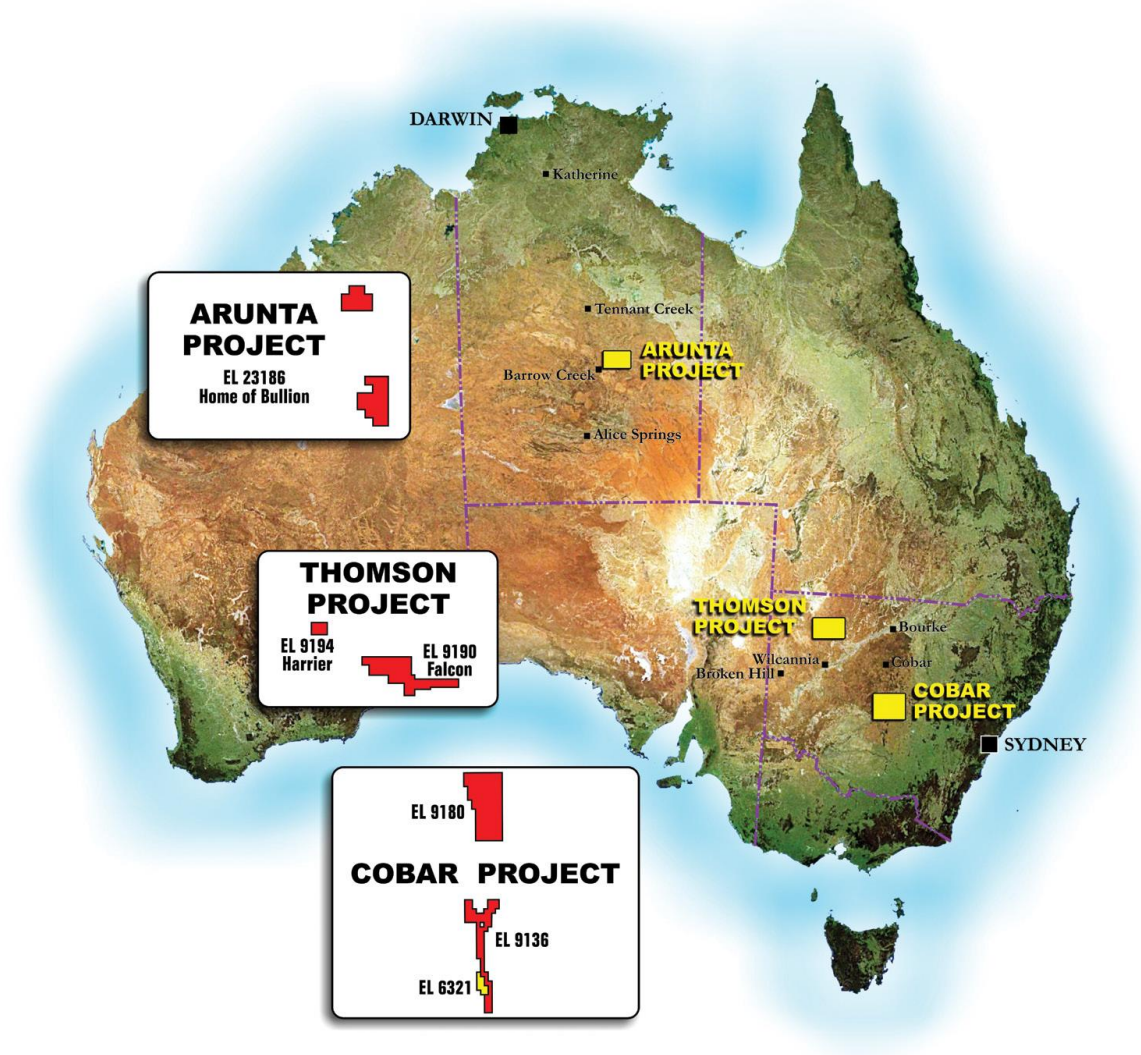 DARWIN
Katherine
Tennant Creek
ARUNTA
PROJECT
Barrow Creek
Alice Springs
ARUNTA
PROJECT
EL 23186
Home of Bullion
THOMSON
PROJECT
EL 9194
Harrier
EL 9190
Falcon
THOMSON
PROJECT
Bourke
Wilcannia
Cobar
Broken Hill
COBAR
PROJECT
SYDNEY
EL 9180
COBAR PROJECT
EL 9136
EL 6321